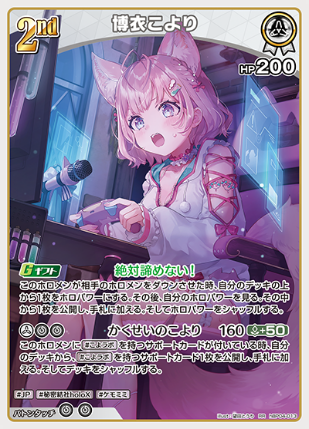 2nd
博衣こより
HP200
Gギフト 絶対諦めない!
このホロメンが相手のホロメンをダウンさせた時、自分のデッキの上
から1枚をホロパワーにする。その後、自分のホロパワーを見る。その中
から1枚を公開し、手札に加える。そしてホロパワーをシャッフルする。
かくせいのこより 160 +50
このホロメンに #こよラボ を持つサポートカードが付いている時、自分
のデッキから、#こよラボ を持つサポートカード1枚を公開し、手札に加
える。そしてデッキをシャッフルする。
#JP #秘密結社holoX #ケモミミ
バトンタッチ
RR